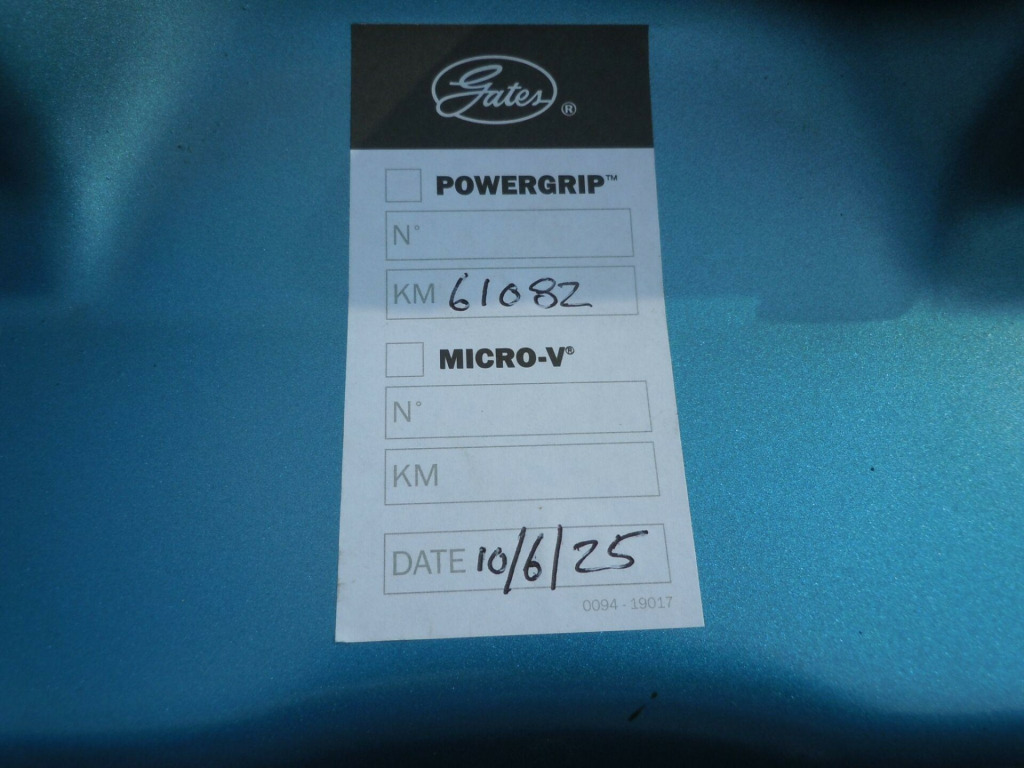 Gates®
POWERGRIP™
N°
KM 61082
MICRO-V®
N°
KM
DATE 10/6/25
0094 - 19017